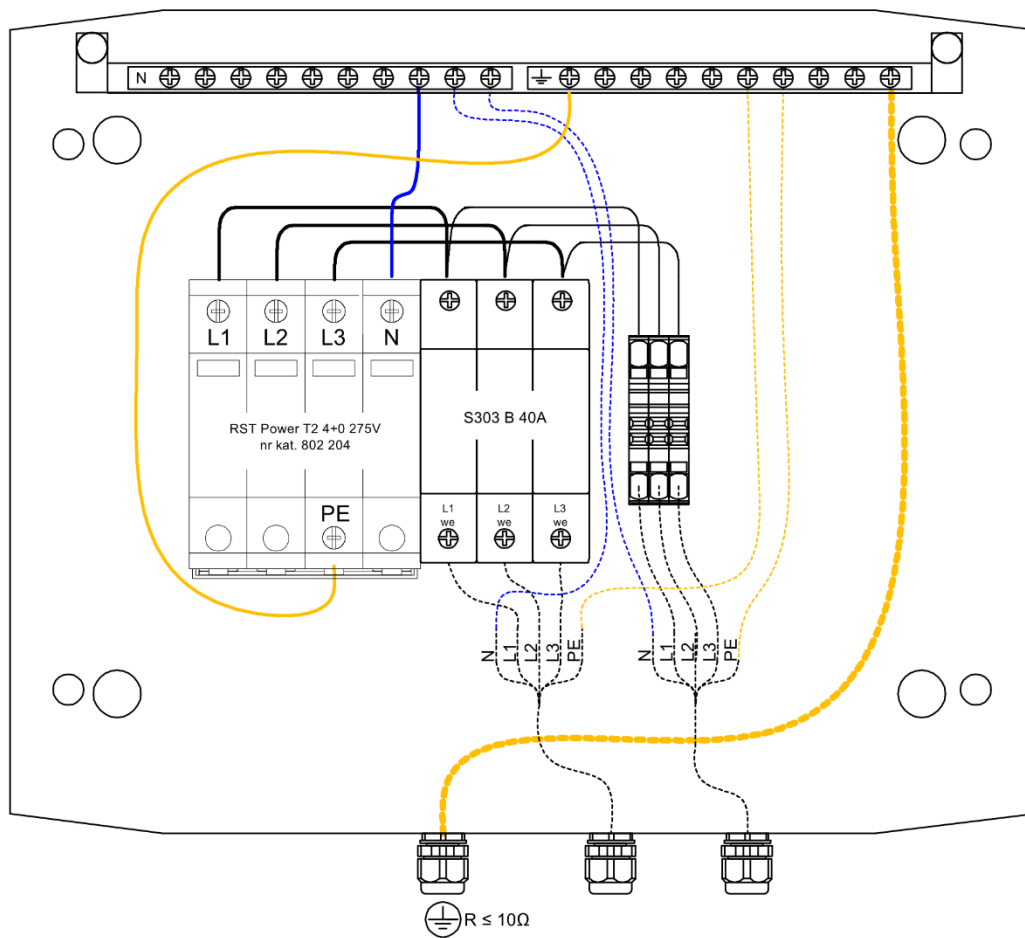 N
L1 L2 L3 N
RST Power T2 4+0 275V
nr kat. 802 204
S303 B 40A
PE
L1 L2 L3
we we we
N L1 L2 L3 PE
N L1 L2 L3 PE
R ≤ 10Ω